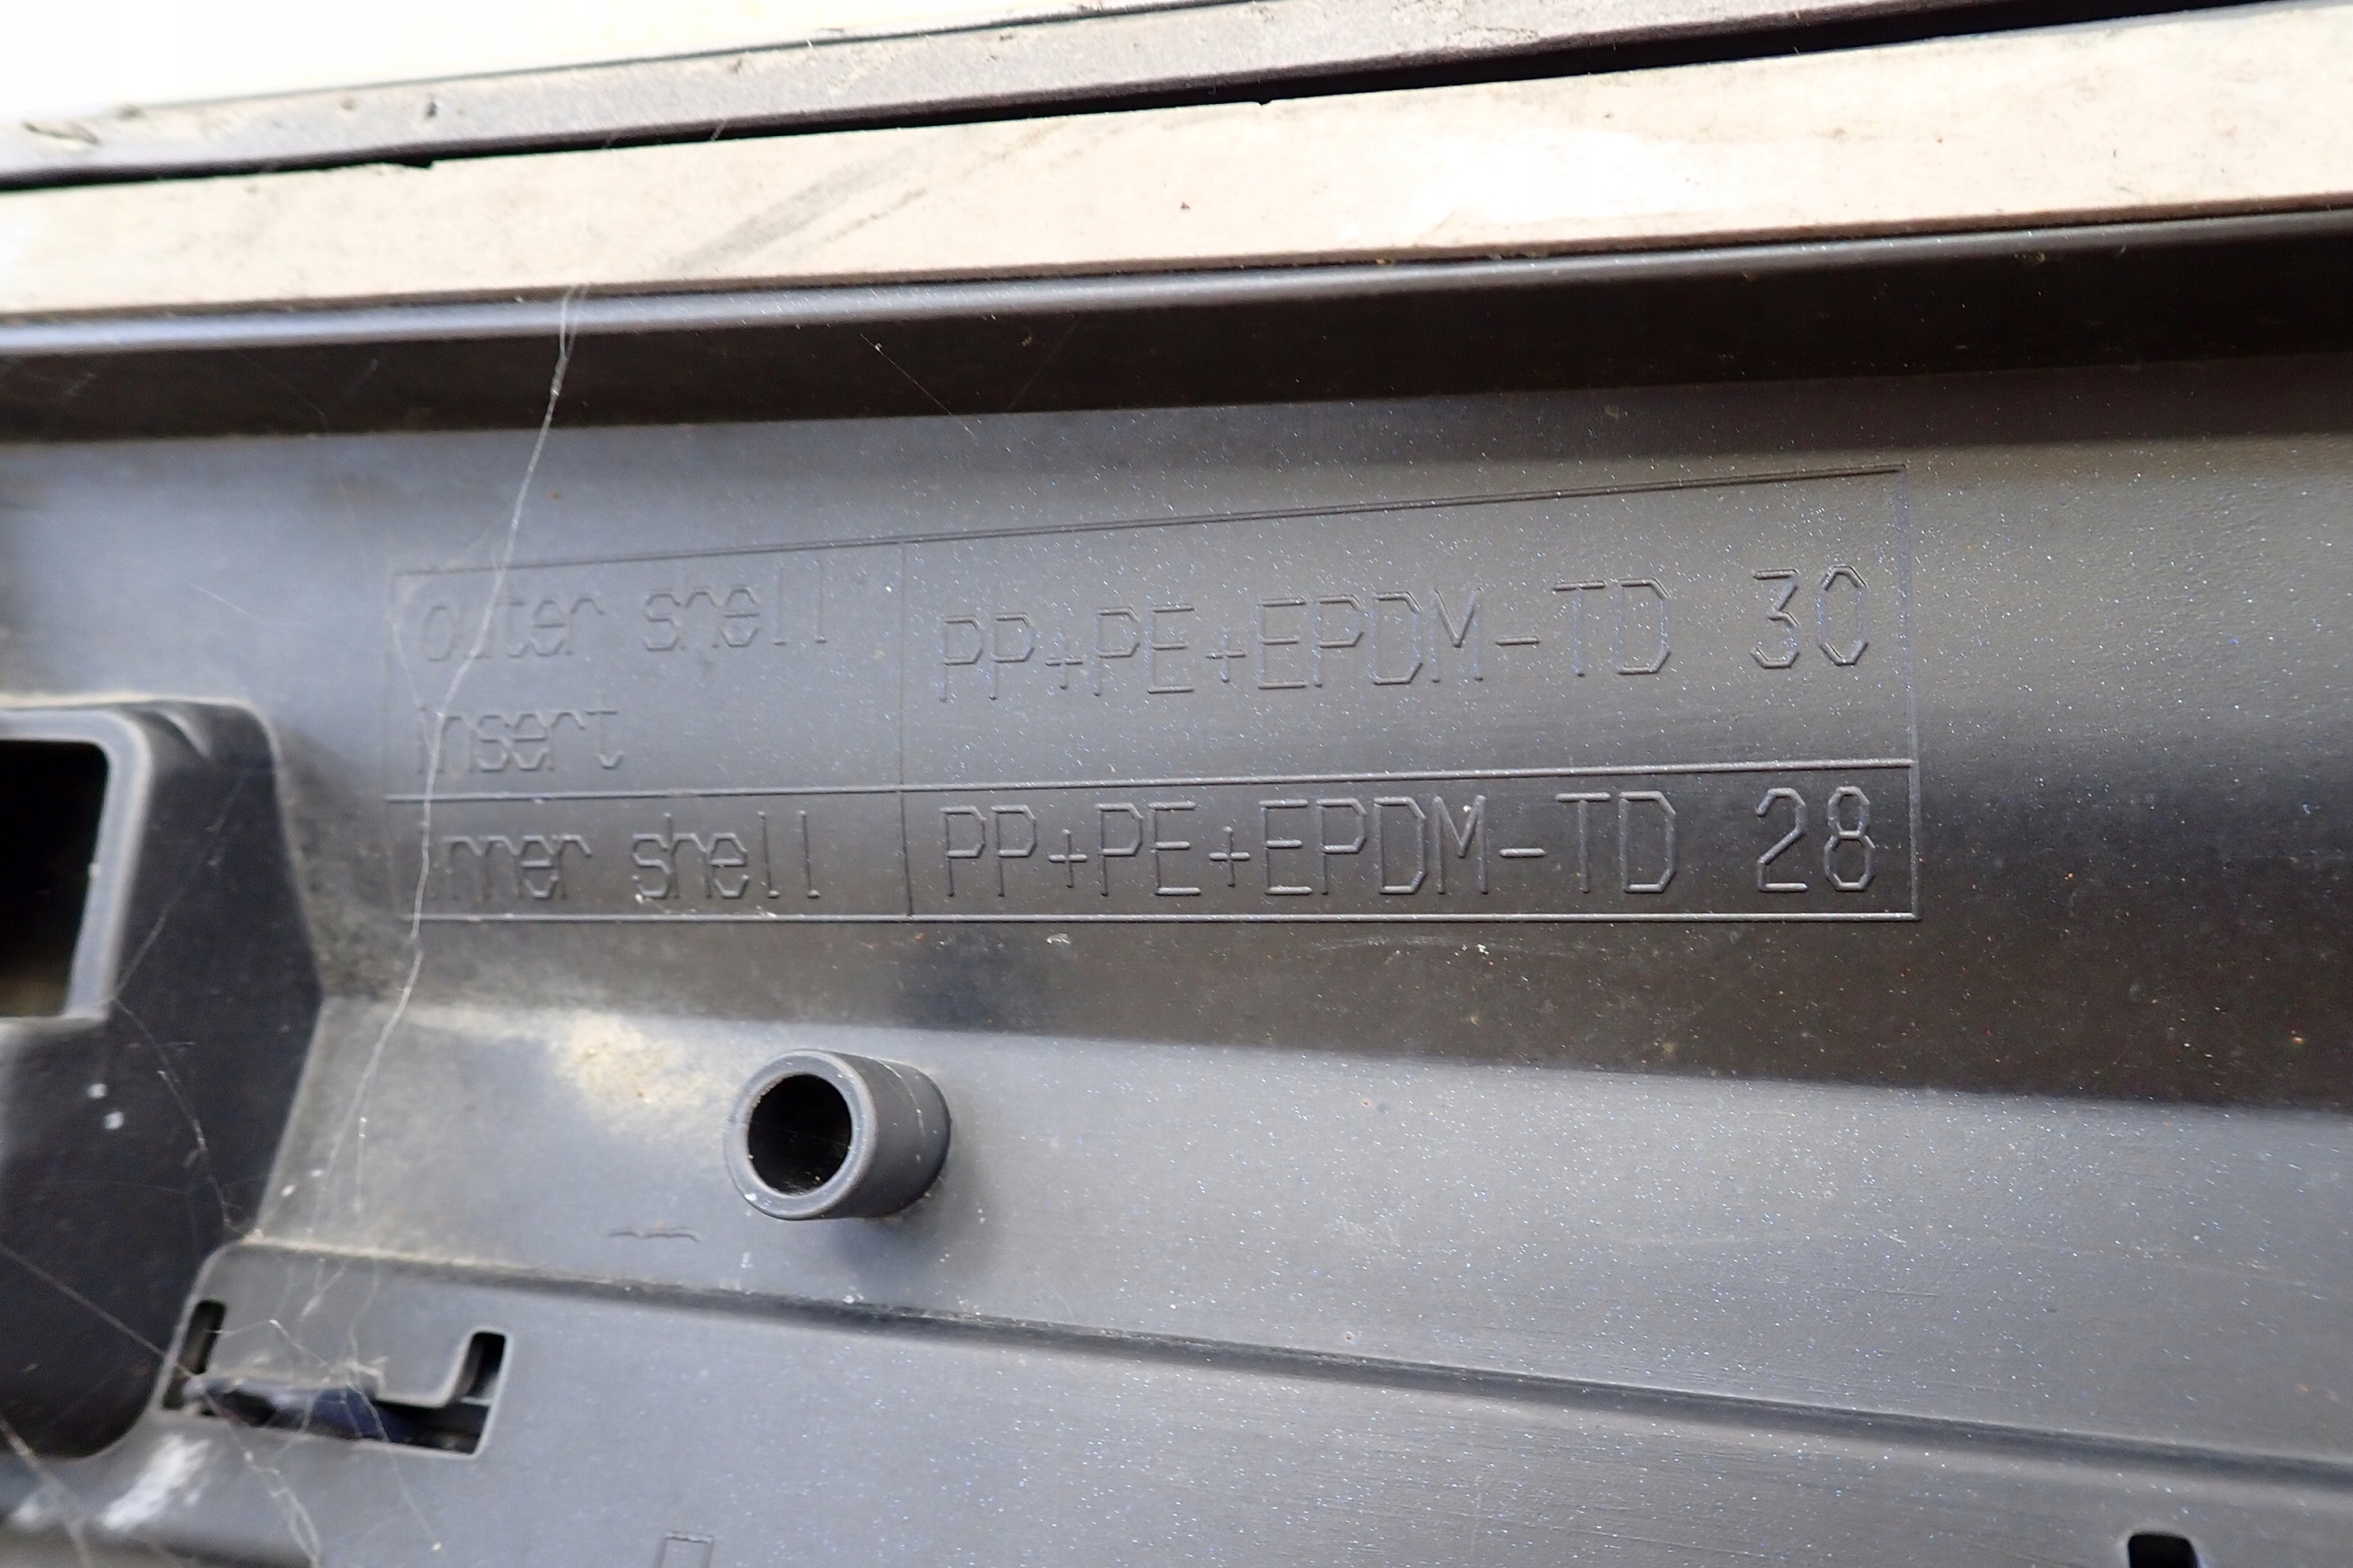 outer shell PP+PE+EPDM-TD 30
insert
inner shell PP+PE+EPDM-TD 28